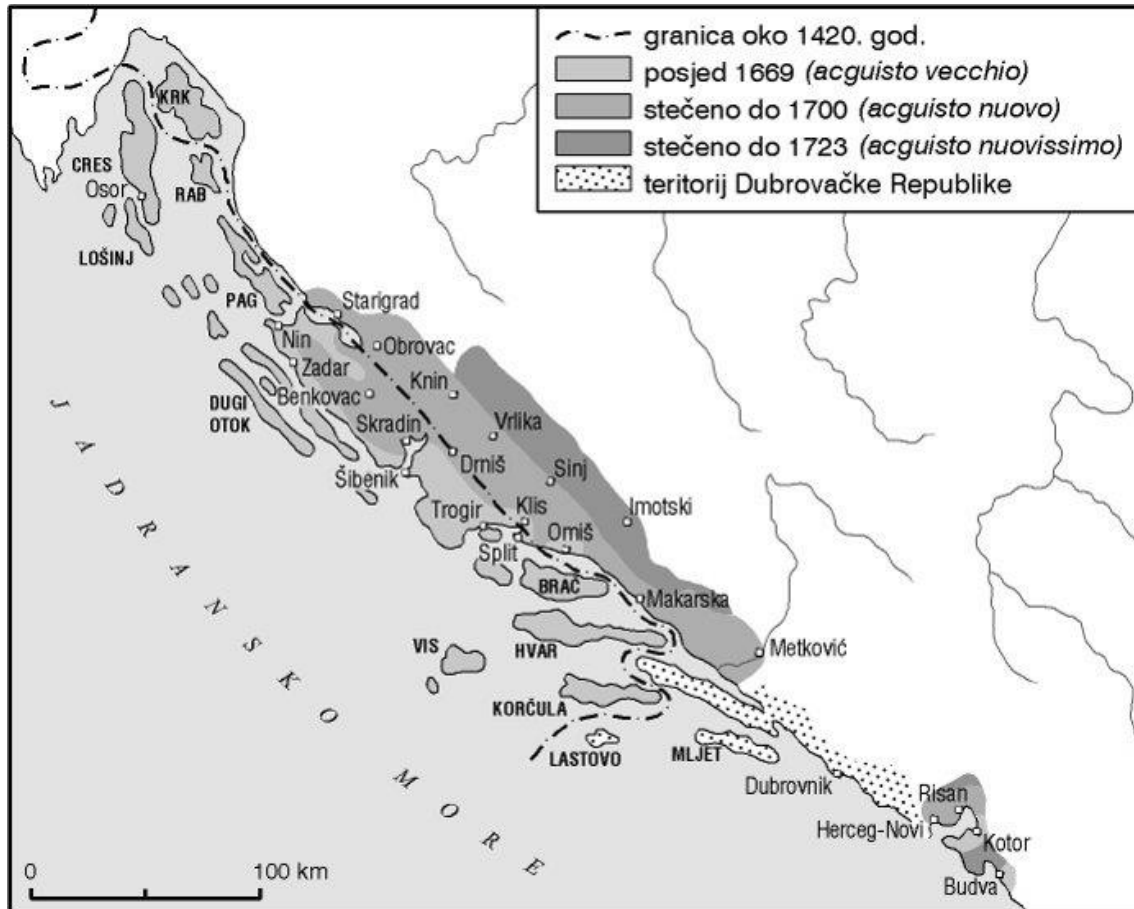 granica oko 1420. god.
posjed 1669 (acguisto vecchio)
stečeno do 1700 (acguisto nuovo)
stečeno do 1723 (acguisto nuovissimo)
teritorij Dubrovačke Republike
KRK
CRES
Osor
RAB
LOŠINJ
PAG
Starigrad
Nin
Obrovac
Zadar
Knin
DUGI
OTOK
Benkovac
Skradin
Vrlika
Šibenik
Drniš
Sinj
Trogir
Klis
Imotski
Split
Omiš
BRAČ
Makarska
VIS
HVAR
Metković
KORČULA
LASTOVO
MLJET
Dubrovnik
Risan
Herceg-Novi
Kotor
Budva
JADRANSKO MORE
0 100 km